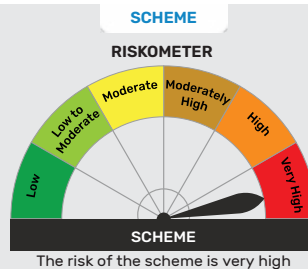 SCHEME
RISKOMETER
Low
Low to
Moderate
Moderate
Moderately
High
High
Very High
SCHEME
The risk of the scheme is very high